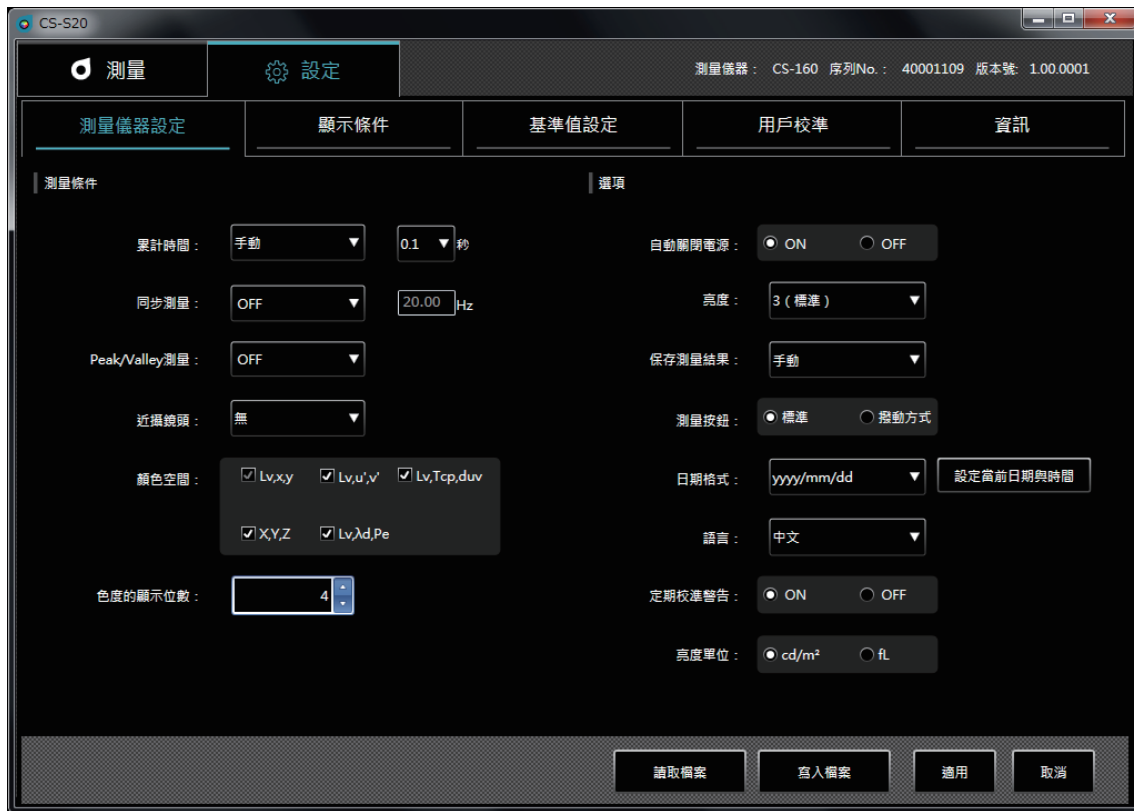 CS-S20
測量 設定 測量儀器： CS-160 序列No.： 40001109 版本號: 1.00.0001
測量儀器設定 顯示條件 基準值設定 用戶校準 資訊
測量條件
累計時間： 手動 0.1 秒
同步測量： OFF 20.00 Hz
Peak/Valley測量： OFF
近攝鏡頭： 無
顏色空間： Lv,x,y Lv,u',v' Lv,Tcp,duv
X,Y,Z Lv,λd,Pe
色度的顯示位數： 4
選項
自動關閉電源： ON OFF
亮度： 3（標準）
保存測量結果： 手動
測量按鈕： 標準 撥動方式
日期格式： yyyy/mm/dd 設定當前日期與時間
語言： 中文
定期校準警告： ON OFF
亮度單位： cd/m² fL
讀取檔案 寫入檔案 適用 取消